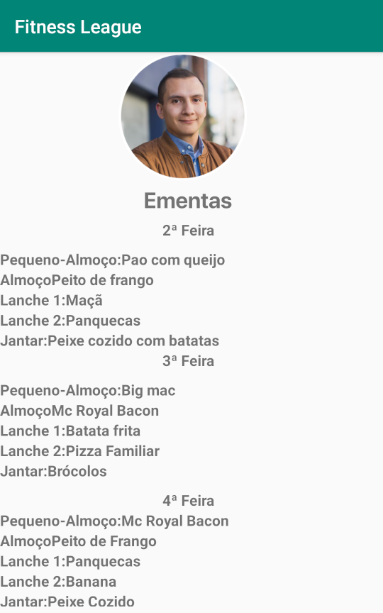 Fitness League
Ementas
2ª Feira
Pequeno-Almoço:Pao com queijo
AlmoçoPeito de frango
Lanche 1:Maçã
Lanche 2:Panquecas
Jantar:Peixe cozido com batatas
3ª Feira
Pequeno-Almoço:Big mac
AlmoçoMc Royal Bacon
Lanche 1:Batata frita
Lanche 2:Pizza Familiar
Jantar:Brócolos
4ª Feira
Pequeno-Almoço:Mc Royal Bacon
AlmoçoPeito de Frango
Lanche 1:Panquecas
Lanche 2:Banana
Jantar:Peixe Cozido